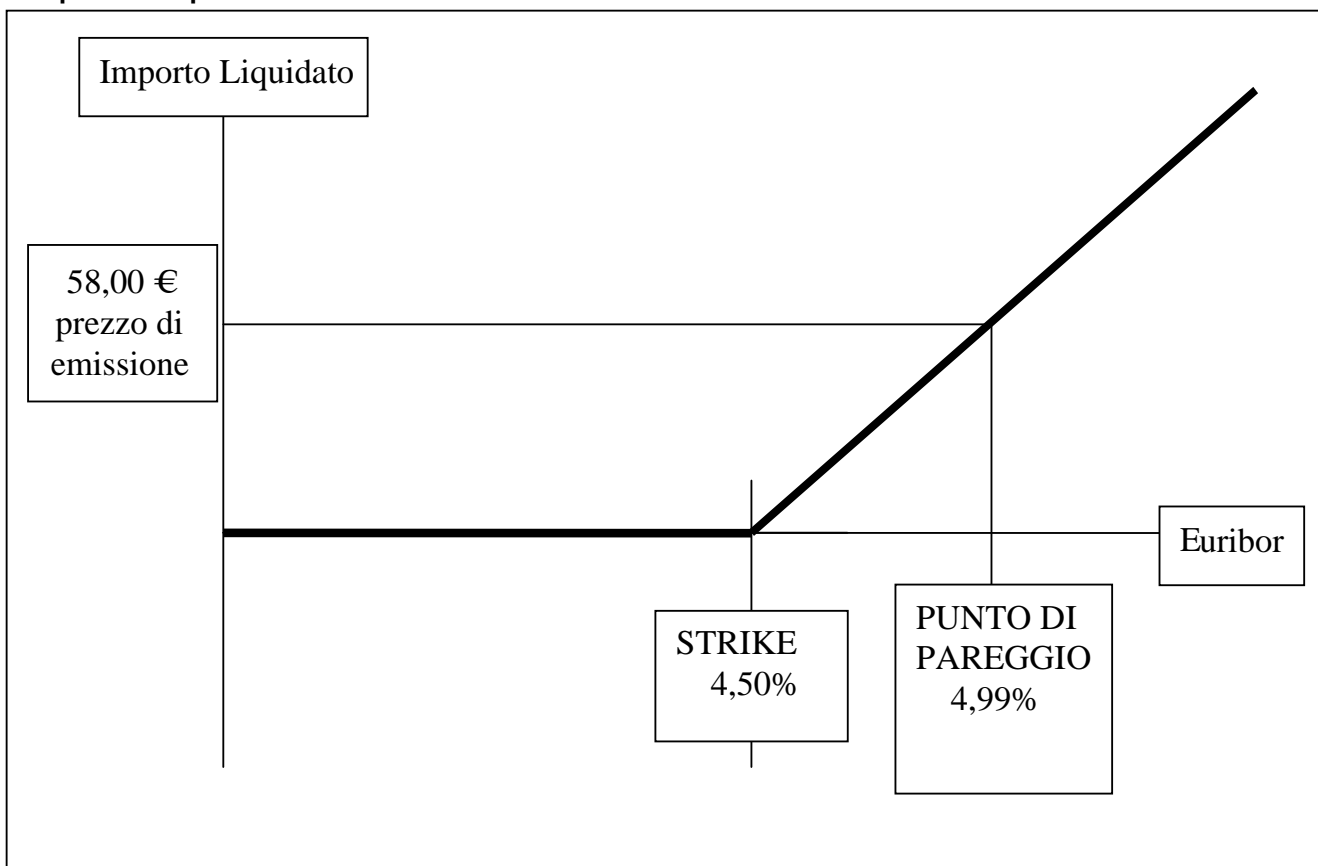 Importo Liquidato
58,00 €
prezzo di
emissione
Euribor
STRIKE
4,50%
PUNTO DI
PAREGGIO
4,99%